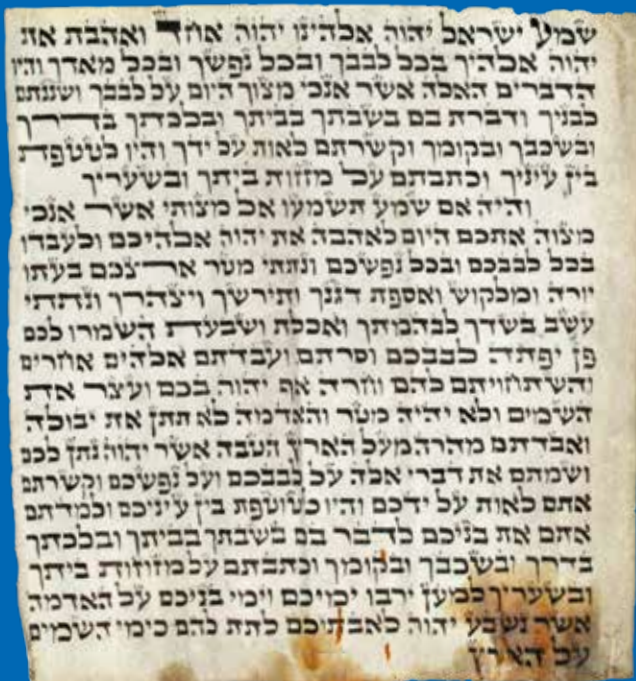 שמע ישראל יהוה אלהינו יהוה אחד ואהבת את
יהוה אלהיך בכל לבבך ובכל נפשך ובכל מאדך והיו
הדברים האלה אשר אנכי מצוך היום על לבבך ושננתם
לבניך ודברת בם בשבתך בביתך ובלכתך בדרך
ובשכבך ובקומך וקשרתם לאות על ידך והיו לטטפת
בין עיניך וכתבתם על מזזות ביתך ובשעריך
והיה אם שמע תשמעו אל מצותי אשר אנכי
מצוה אתכם היום לאהבה את יהוה אלהיכם ולעבדו
בכל לבבכם ובכל נפשכם ונתתי מטר ארצכם בעתו
יורה ומלקוש ואספת דגנך ותירשך ויצהרך ונתתי
עשב בשדך לבהמתך ואכלת ושבעת השמרו לכם
פן יפתה לבבכם וסרתם ועבדתם אלהים אחרים
והשתחויתם להם וחרה אף יהוה בכם ועצר את
השמים ולא יהיה מטר והאדמה לא תתן את יבולה
ואבדתם מהרה מעל הארץ הטבה אשר יהוה נתן לכם
ושמתם את דברי אלה על לבבכם ועל נפשכם וקשרתם
אתם לאות על ידכם והיו לטוטפת בין עיניכם ולמדתם
אתם את בניכם לדבר בם בשבתך בביתך ובלכתך
בדרך ובשכבך ובקומך וכתבתם על מזוזות ביתך
ובשעריך למען ירבו ימיכם וימי בניכם על האדמה
אשר נשבע יהוה לאבתיכם לתת להם כימי השמים
על הארץ